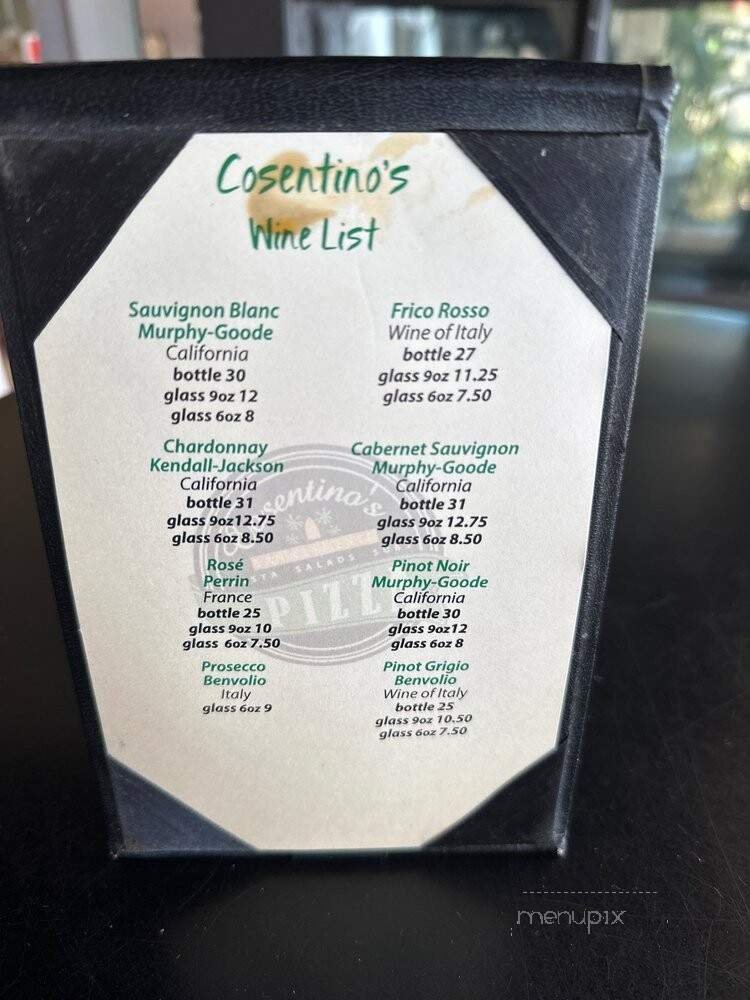 Cosentino's
Wine List
Sauvignon Blanc
Murphy-Goode
California
bottle 30
glass 9oz 12
glass 6oz 8
Chardonnay
Kendall-Jackson
California
bottle 31
glass 9oz12.75
glass 6oz 8.50
Rosé
Perrin
France
bottle 25
glass 9oz 10
glass 6oz 7.50
Prosecco
Benvolio
Italy
glass 6oz 9
Frico Rosso
Wine of Italy
bottle 27
glass 9oz 11.25
glass 6oz 7.50
Cabernet Sauvignon
Murphy-Goode
California
bottle 31
glass 9oz 12.75
glass 6oz 8.50
Pinot Noir
Murphy-Goode
California
bottle 30
glass 9oz12
glass 6oz 8
Pinot Grigio
Benvolio
Wine of Italy
bottle 25
glass 9oz 10.50
glass 6oz 7.50
Cosentino's
SALADS
PIZZ
menupix